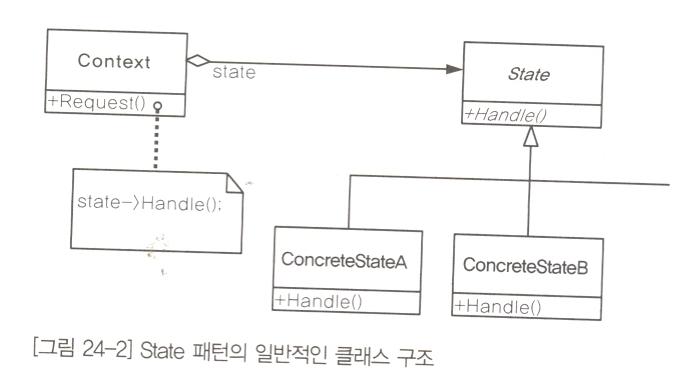 Context
+Request()
state
State
+Handle()
state->Handle();
ConcreteStateA
+Handle()
ConcreteStateB
+Handle()
[그림 24-2] State 패턴의 일반적인 클래스 구조